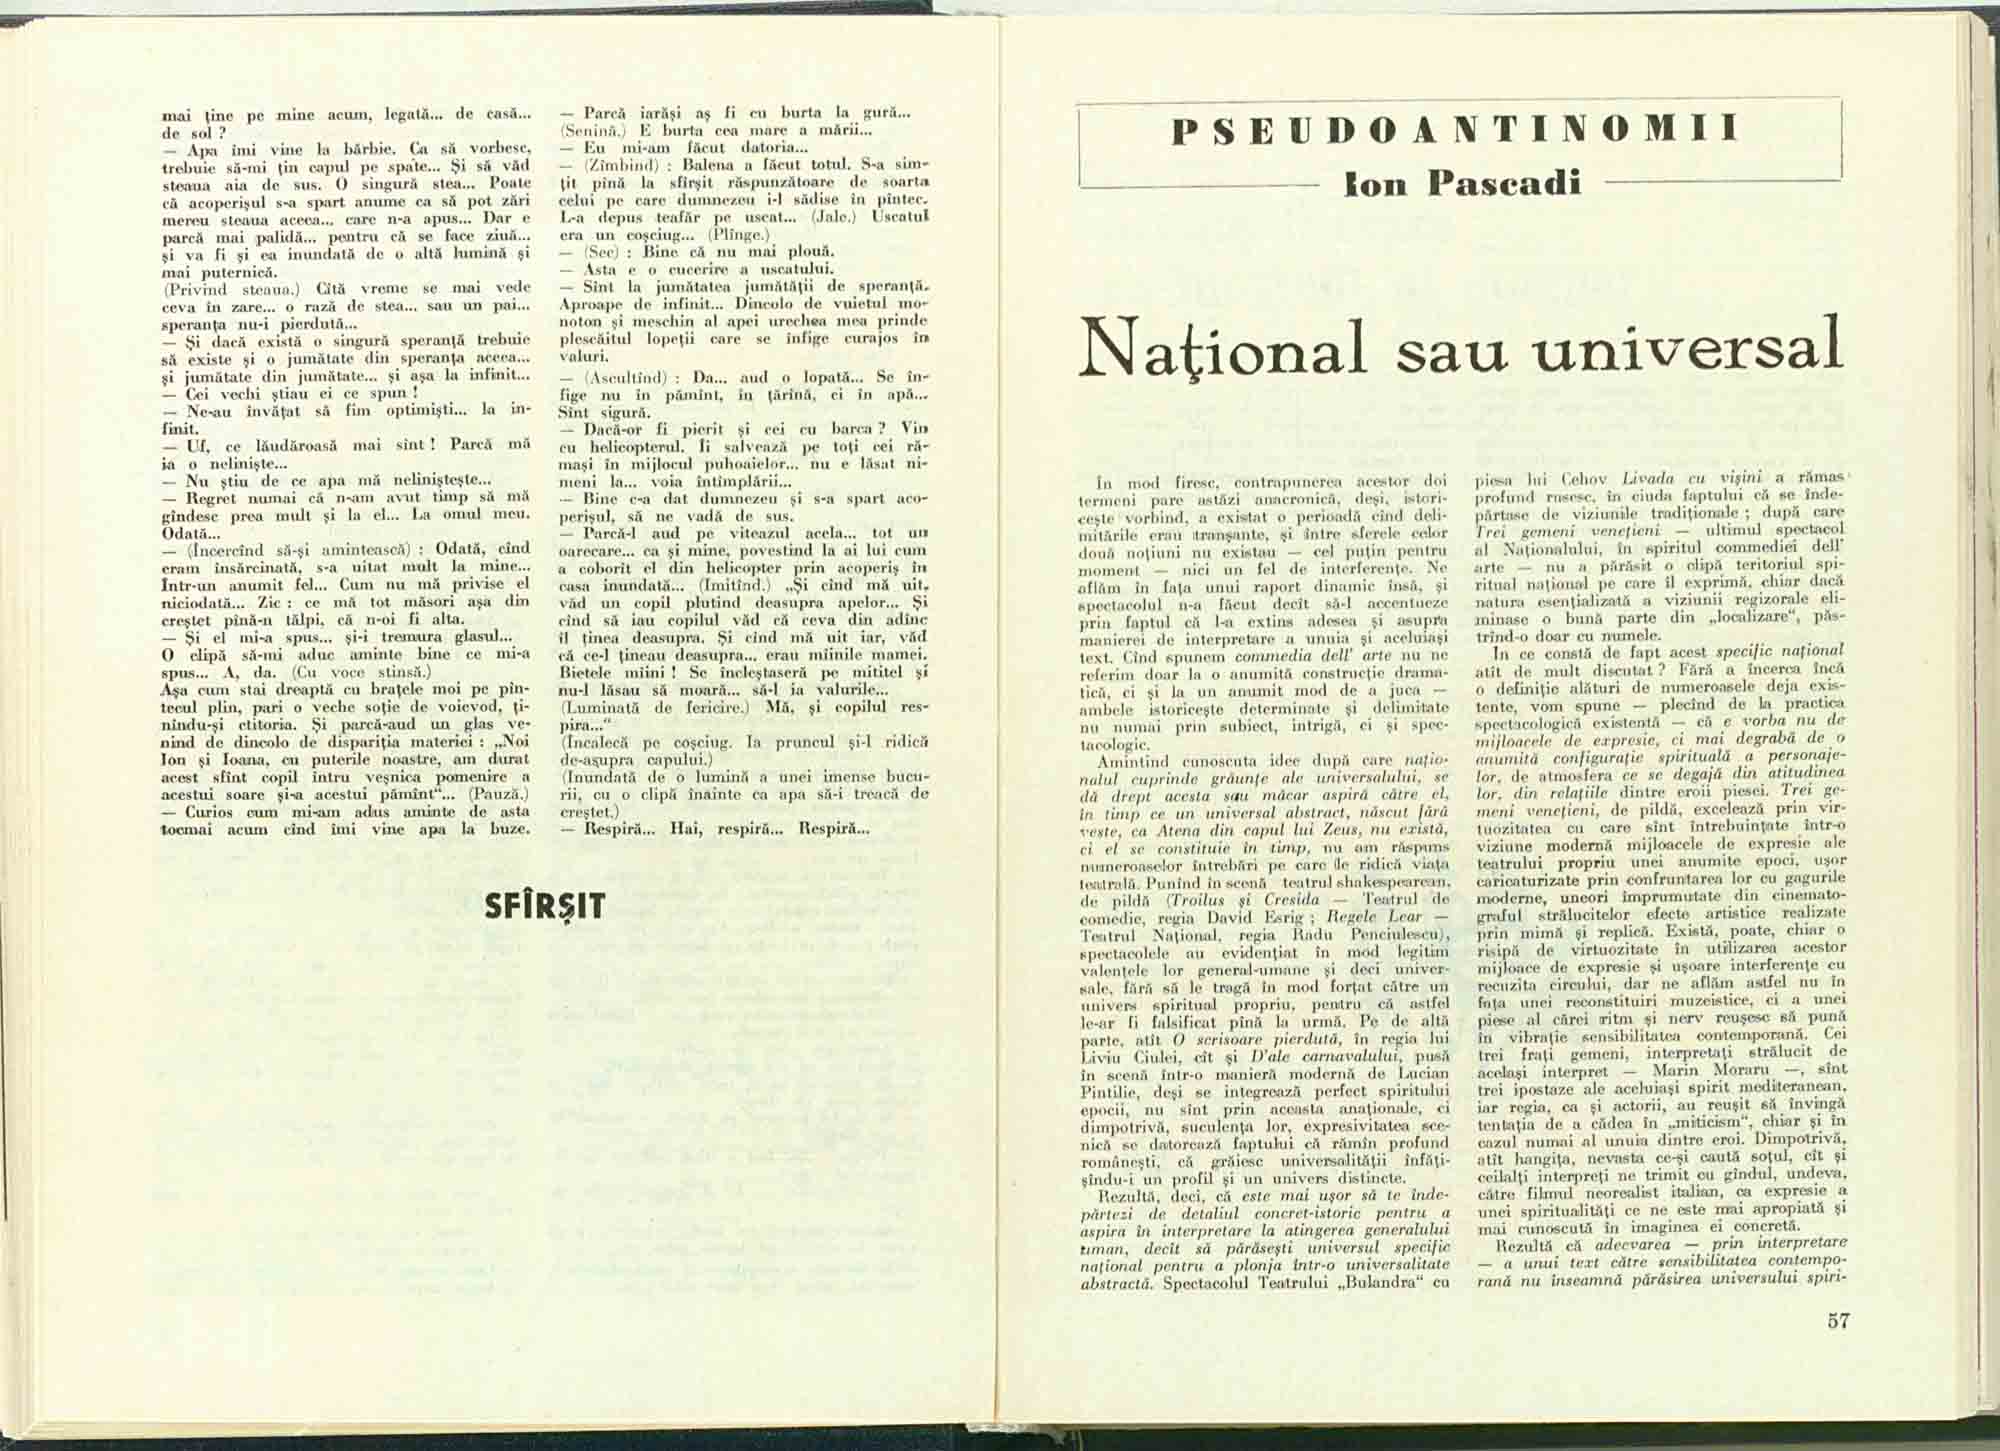 mai ține pe mine acum, legată... de casă...
de sol ?
— Apa îmi vine la bărbie. Ca să vorbesc,
trebuie să-mi țin capul pe spate... Și să văd
steaua aia de sus. O singură stea... Poate
că acoperișul s-a spart anume ca să pot zări
mereu steaua aceea... care n-a apus... Dar e
parcă mai palidă... pentru că se face ziuă...
și va fi și ea inundată de o altă lumină și
mai puternică.
(Privind steaua.) Cîtă vreme se mai vede
ceva în zare... o rază de stea... sau un pai...
speranța nu-i pierdută...
— Și dacă există o singură speranță trebuie
să existe și o jumătate din speranța aceea...
și jumătate din jumătate... și așa la infinit...
— Cei vechi știau ei ce spun !
— Ne-au învățat să fim optimiști... la in-
finit.
— Uf, ce lăudăroasă mai sînt ! Parcă mă
ia o neliniște...
— Nu știu de ce apa mă neliniștește...
— Regret numai că n-am avut timp să mă
gîndesc prea mult și la el... La omul meu.
Odată...
— (Încercînd să-și amintească) : Odată, cînd
eram însărcinată, s-a uitat mult la mine...
Într-un anumit fel... Cum nu mă privise el
niciodată... Zic : ce mă tot măsori așa din
creștet pînă-n tălpi, că n-oi fi alta.
— Și el mi-a spus... și-i tremura glasul...
O clipă să-mi aduc aminte bine ce mi-a
spus... A, da. (Cu voce stinsă.)
Așa cum stai dreaptă cu brațele moi pe pîn-
tecul plin, pari o veche soție de voievod, ți-
nîndu-și ctitoria. Și parcă-aud un glas ve-
nind de dincolo de dispariția materiei : „Noi
Ion și Ioana, cu puterile noastre, am durat
acest sfînt copil întru veșnica pomenire a
acestui soare și-a acestui pămînt“... (Pauză.)
— Curios cum mi-am adus aminte de asta
tocmai acum cînd îmi vine apa la buze.
— Parcă iarăși aș fi cu burta la gură...
(Senină.) E burta cea mare a mării...
— Eu mi-am făcut datoria...
— (Zîmbind) : Balena a făcut totul. S-a sim-
țit pînă la sfîrșit răspunzătoare de soarta
celui pe care dumnezeu i-l sădise în pîntec.
L-a depus teafăr pe uscat... (Jale.) Uscatul
era un coșciug... (Plînge.)
— (Sec) : Bine că nu mai plouă.
— Asta e o cucerire a uscatului.
— Sînt la jumătatea jumătății de speranță.
Aproape de infinit... Dincolo de vuietul mo-
noton și meschin al apei urechea mea prinde
plescăitul lopeții care se înfige curajos în
valuri.
— (Ascultînd) : Da... aud o lopată... Se în-
fige nu în pămînt, în țărînă, ci în apă...
Sînt sigură.
— Dacă-or fi pierit și cei cu barca ? Vin
cu helicopterul. Îi salvează pe toți cei ră-
mași în mijlocul puhoaielor... nu e lăsat ni-
meni la... voia întîmplării...
— Bine c-a dat dumnezeu și s-a spart aco-
perișul, să ne vadă de sus.
— Parcă-l aud pe viteazul acela... tot un
oarecare... ca și mine, povestind la ai lui cum
a coborît el din helicopter prin acoperiș în
casa inundată... (Imitînd.) „Și cînd mă uit,
văd un copil plutind deasupra apelor... Și
cînd să iau copilul văd că ceva din adînc
îl ținea deasupra. Și cînd mă uit iar, văd
că ce-l țineau deasupra... erau mîinile mamei.
Bietele mîini ! Se încleștaseră pe mititel și
nu-l lăsau să moară... să-l ia valurile...
(Luminată de fericire.) Mă, și copilul res-
pira...“
(Încalecă pe coșciug. Ia pruncul și-l ridică
de-asupra capului.)
(Inundată de o lumină a unei imense bucu-
rii, cu o clipă înainte ca apa să-i treacă de
creștet.)
— Respiră... Hai, respiră... Respiră...
SFÎRȘIT
PSEUDOANTINOMII
Ion Pascadi
Național sau universal
În mod firesc, contrapunerea acestor doi
termeni pare astăzi anacronică, deși, istori-
cește vorbind, a existat o perioadă cînd deli-
mitările erau tranșante, și între sferele celor
două noțiuni nu existau — cel puțin pentru
moment — nici un fel de interferențe. Ne
aflăm în fața unui raport dinamic însă, și
spectacolul n-a făcut decît să-l accentueze
prin faptul că l-a extins adesea și asupra
manierei de interpretare a unuia și aceluiași
text. Cînd spunem commedia dell' arte nu ne
referim doar la o anumită construcție drama-
tică, ci și la un anumit mod de a juca —
ambele istoricește determinate și delimitate
nu numai prin subiect, intrigă, ci și spec-
tacologic.
Amintind cunoscuta idee după care națio-
nalul cuprinde grăunțe ale universalului, se
dă drept acesta sau măcar aspiră către el,
în timp ce un universal abstract, născut fără
veste, ca Atena din capul lui Zeus, nu există,
ci el se constituie în timp, nu am răspuns
numeroaselor întrebări pe care le ridică viața
teatrală. Punînd în scenă teatrul shakespearean,
de pildă (Troilus și Cresida — Teatrul de
comedie, regia David Esrig ; Regele Lear —
Teatrul Național, regia Radu Penciulescu),
spectacolele au evidențiat în mod legitim
valențele lor general-umane și deci univer-
sale, fără să le tragă în mod forțat către un
univers spiritual propriu, pentru că astfel
le-ar fi falsificat pînă la urmă. Pe de altă
parte, atît O scrisoare pierdută, în regia lui
Liviu Ciulei, cît și D'ale carnavalului, pusă
în scenă într-o manieră modernă de Lucian
Pintilie, deși se integrează perfect spiritului
epocii, nu sînt prin aceasta anaționale, ci
dimpotrivă, suculența lor, expresivitatea sce-
nică se datorează faptului că rămîn profund
românești, că grăiesc universalității înfăți-
șîndu-i un profil și un univers distincte.
Rezultă, deci, că este mai ușor să te înde-
părtezi de detaliul concret-istoric pentru a
aspira în interpretare la atingerea generalului
uman, decît să părăsești universul specific
național pentru a plonja într-o universalitate
abstractă. Spectacolul Teatrului „Bulandra“ cu
piesa lui Cehov Livada cu vișini a rămas
profund rusesc, în ciuda faptului că se înde-
părtase de viziunile tradiționale ; după care
Trei gemeni venețieni — ultimul spectacol
al Naționalului, în spiritul commediei dell'
arte — nu a părăsit o clipă teritoriul spi-
ritual național pe care îl exprimă, chiar dacă
natura esențializată a viziunii regizorale eli-
minase o bună parte din „localizare“, păs-
trînd-o doar cu numele.
În ce constă de fapt acest specific național
atît de mult discutat ? Fără a încerca încă
o definiție alături de numeroasele deja exis-
tente, vom spune — plecînd de la practica
spectacologică existentă — că e vorba nu de
mijloacele de expresie, ci mai degrabă de o
anumită configurație spirituală a personaje-
lor, de atmosfera ce se degajă din atitudinea
lor, din relațiile dintre eroii piesei. Trei ge-
meni venețieni, de pildă, excelează prin vir-
tuozitatea cu care sînt întrebuințate într-o
viziune modernă mijloacele de expresie ale
teatrului propriu unei anumite epoci, ușor
caricaturizate prin confruntarea lor cu gagurile
moderne, uneori împrumutate din cinemato-
graful strălucitelor efecte artistice realizate
prin mimă și replică. Există, poate, chiar o
risipă de virtuozitate în utilizarea acestor
mijloace de expresie și ușoare interferențe cu
recuzita circului, dar ne aflăm astfel nu în
fața unei reconstituiri muzeistice, ci a unei
piese al cărei ritm și nerv reușesc să pună
în vibrație sensibilitatea contemporană. Cei
trei frați gemeni, interpretați strălucit de
același interpret — Marin Moraru —, sînt
trei ipostaze ale aceluiași spirit mediteranean,
iar regia, ca și actorii, au reușit să învingă
tentația de a cădea în „miticism“, chiar și în
cazul numai al unuia dintre eroi. Dimpotrivă,
atît hangița, nevasta ce-și caută soțul, cît și
ceilalți interpreți ne trimit cu gîndul, undeva,
către filmul neorealist italian, ca expresie a
unei spiritualități ce ne este mai apropiată și
mai cunoscută în imaginea ei concretă.
Rezultă că adecvarea — prin interpretare
— a unui text către sensibilitatea contempo-
rană nu înseamnă părăsirea universului spiri-
57